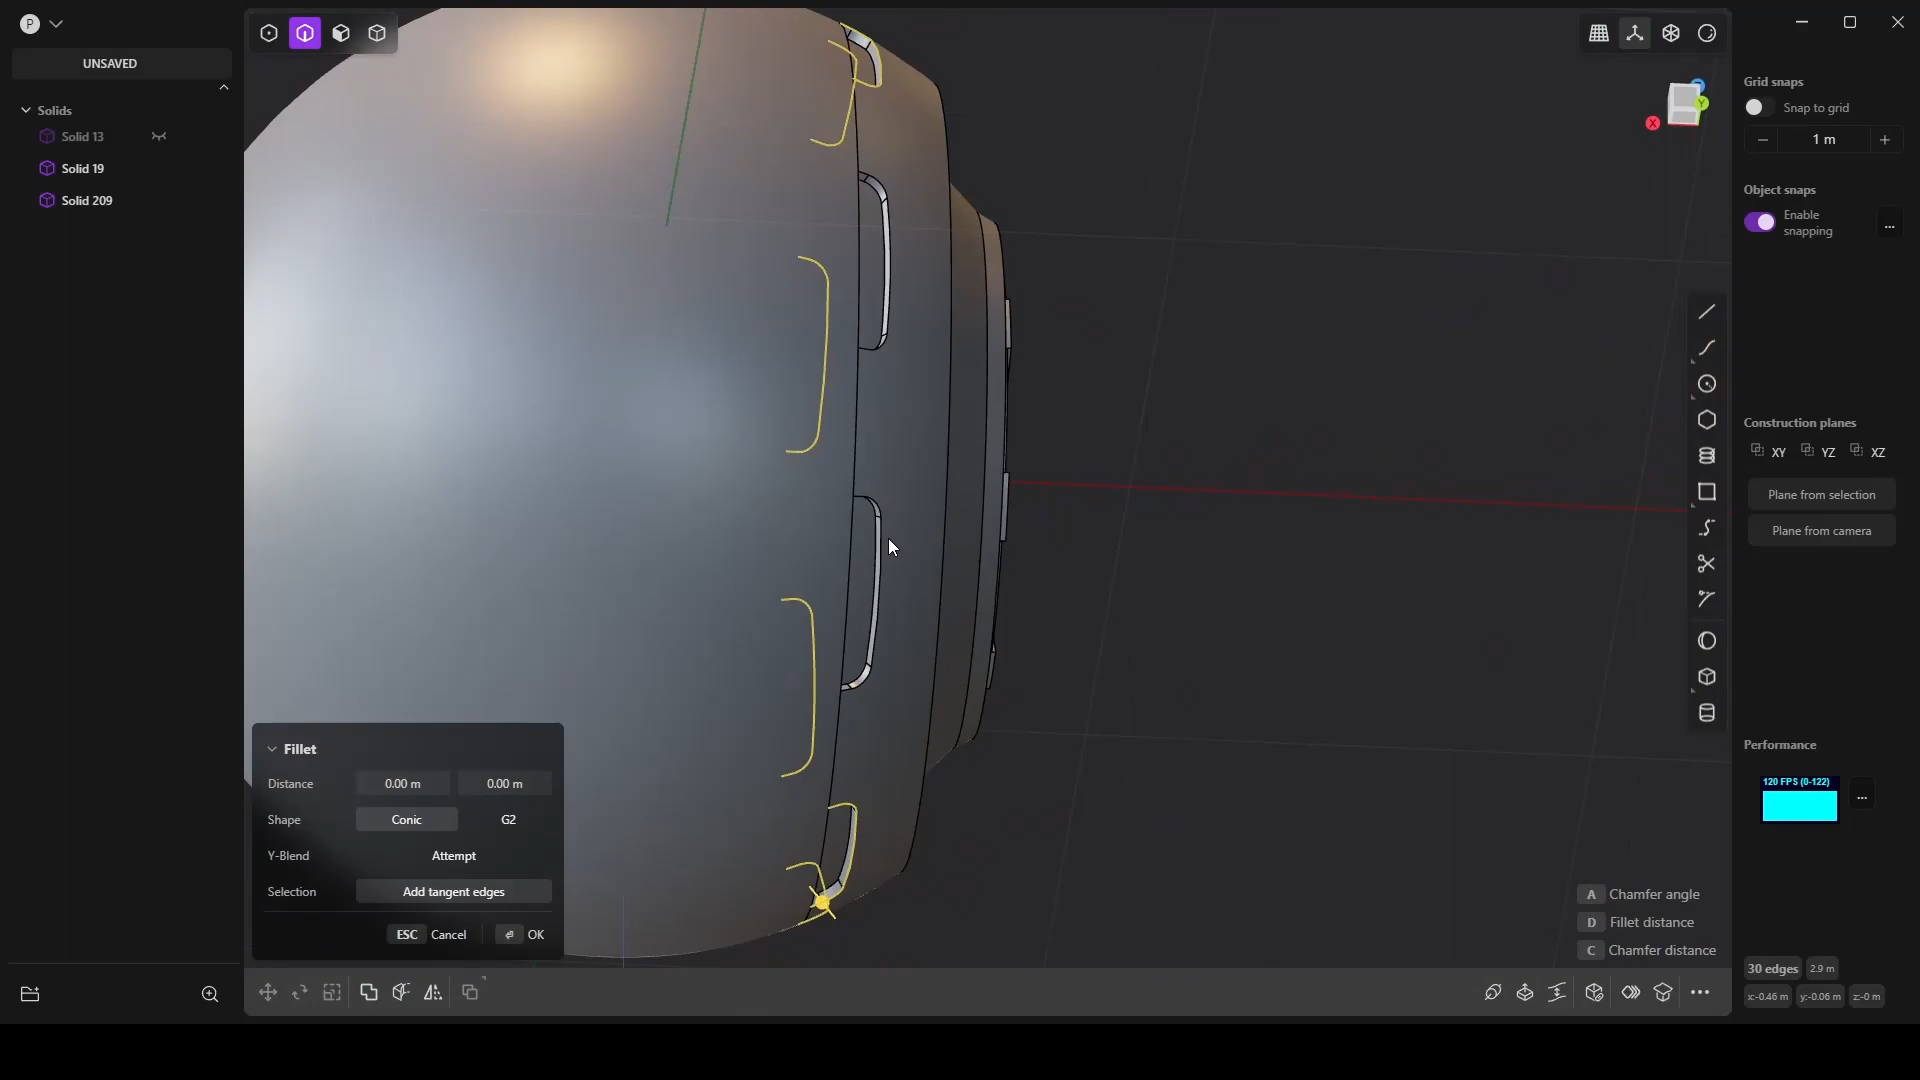 P
UNSAVED
Solids
Solid 13
Solid 19
Solid 209
Fillet
Distance 0.00 m 0.00 m
Shape Conic G2
Y-Blend Attempt
Selection Add tangent edges
ESC Cancel OK
X
Y
Grid snaps
Snap to grid
1 m
Object snaps
Enable
snapping
...
Construction planes
XY YZ XZ
Plane from selection
Plane from camera
Performance
120 FPS (0-122)
...
A Chamfer angle
D Fillet distance
C Chamfer distance
30 edges 2.9 m
x:-0.46 m y:-0.06 m z:-0 m